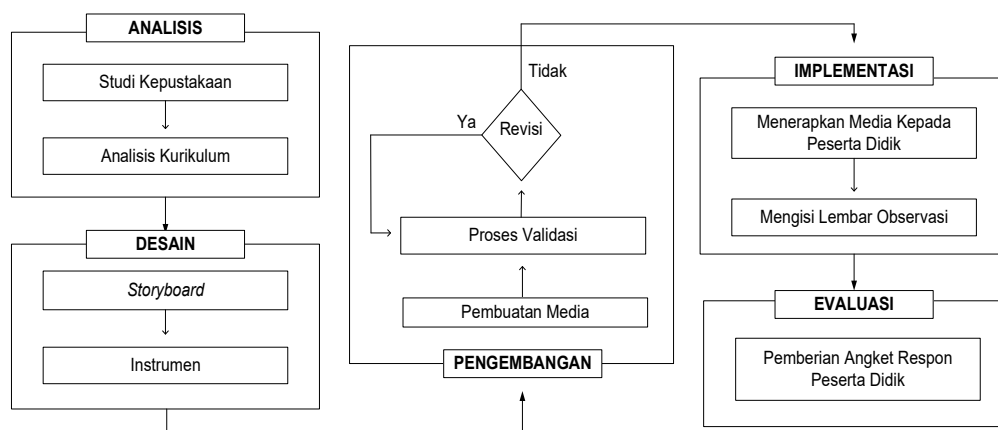 ANALISIS
Studi Kepustakaan
Analisis Kurikulum
DESAIN
Storyboard
Instrumen
Tidak
Ya
Revisi
Proses Validasi
Pembuatan Media
PENGEMBANGAN
IMPLEMENTASI
Menerapkan Media Kepada
Peserta Didik
Mengisi Lembar Observasi
EVALUASI
Pemberian Angket Respon
Peserta Didik